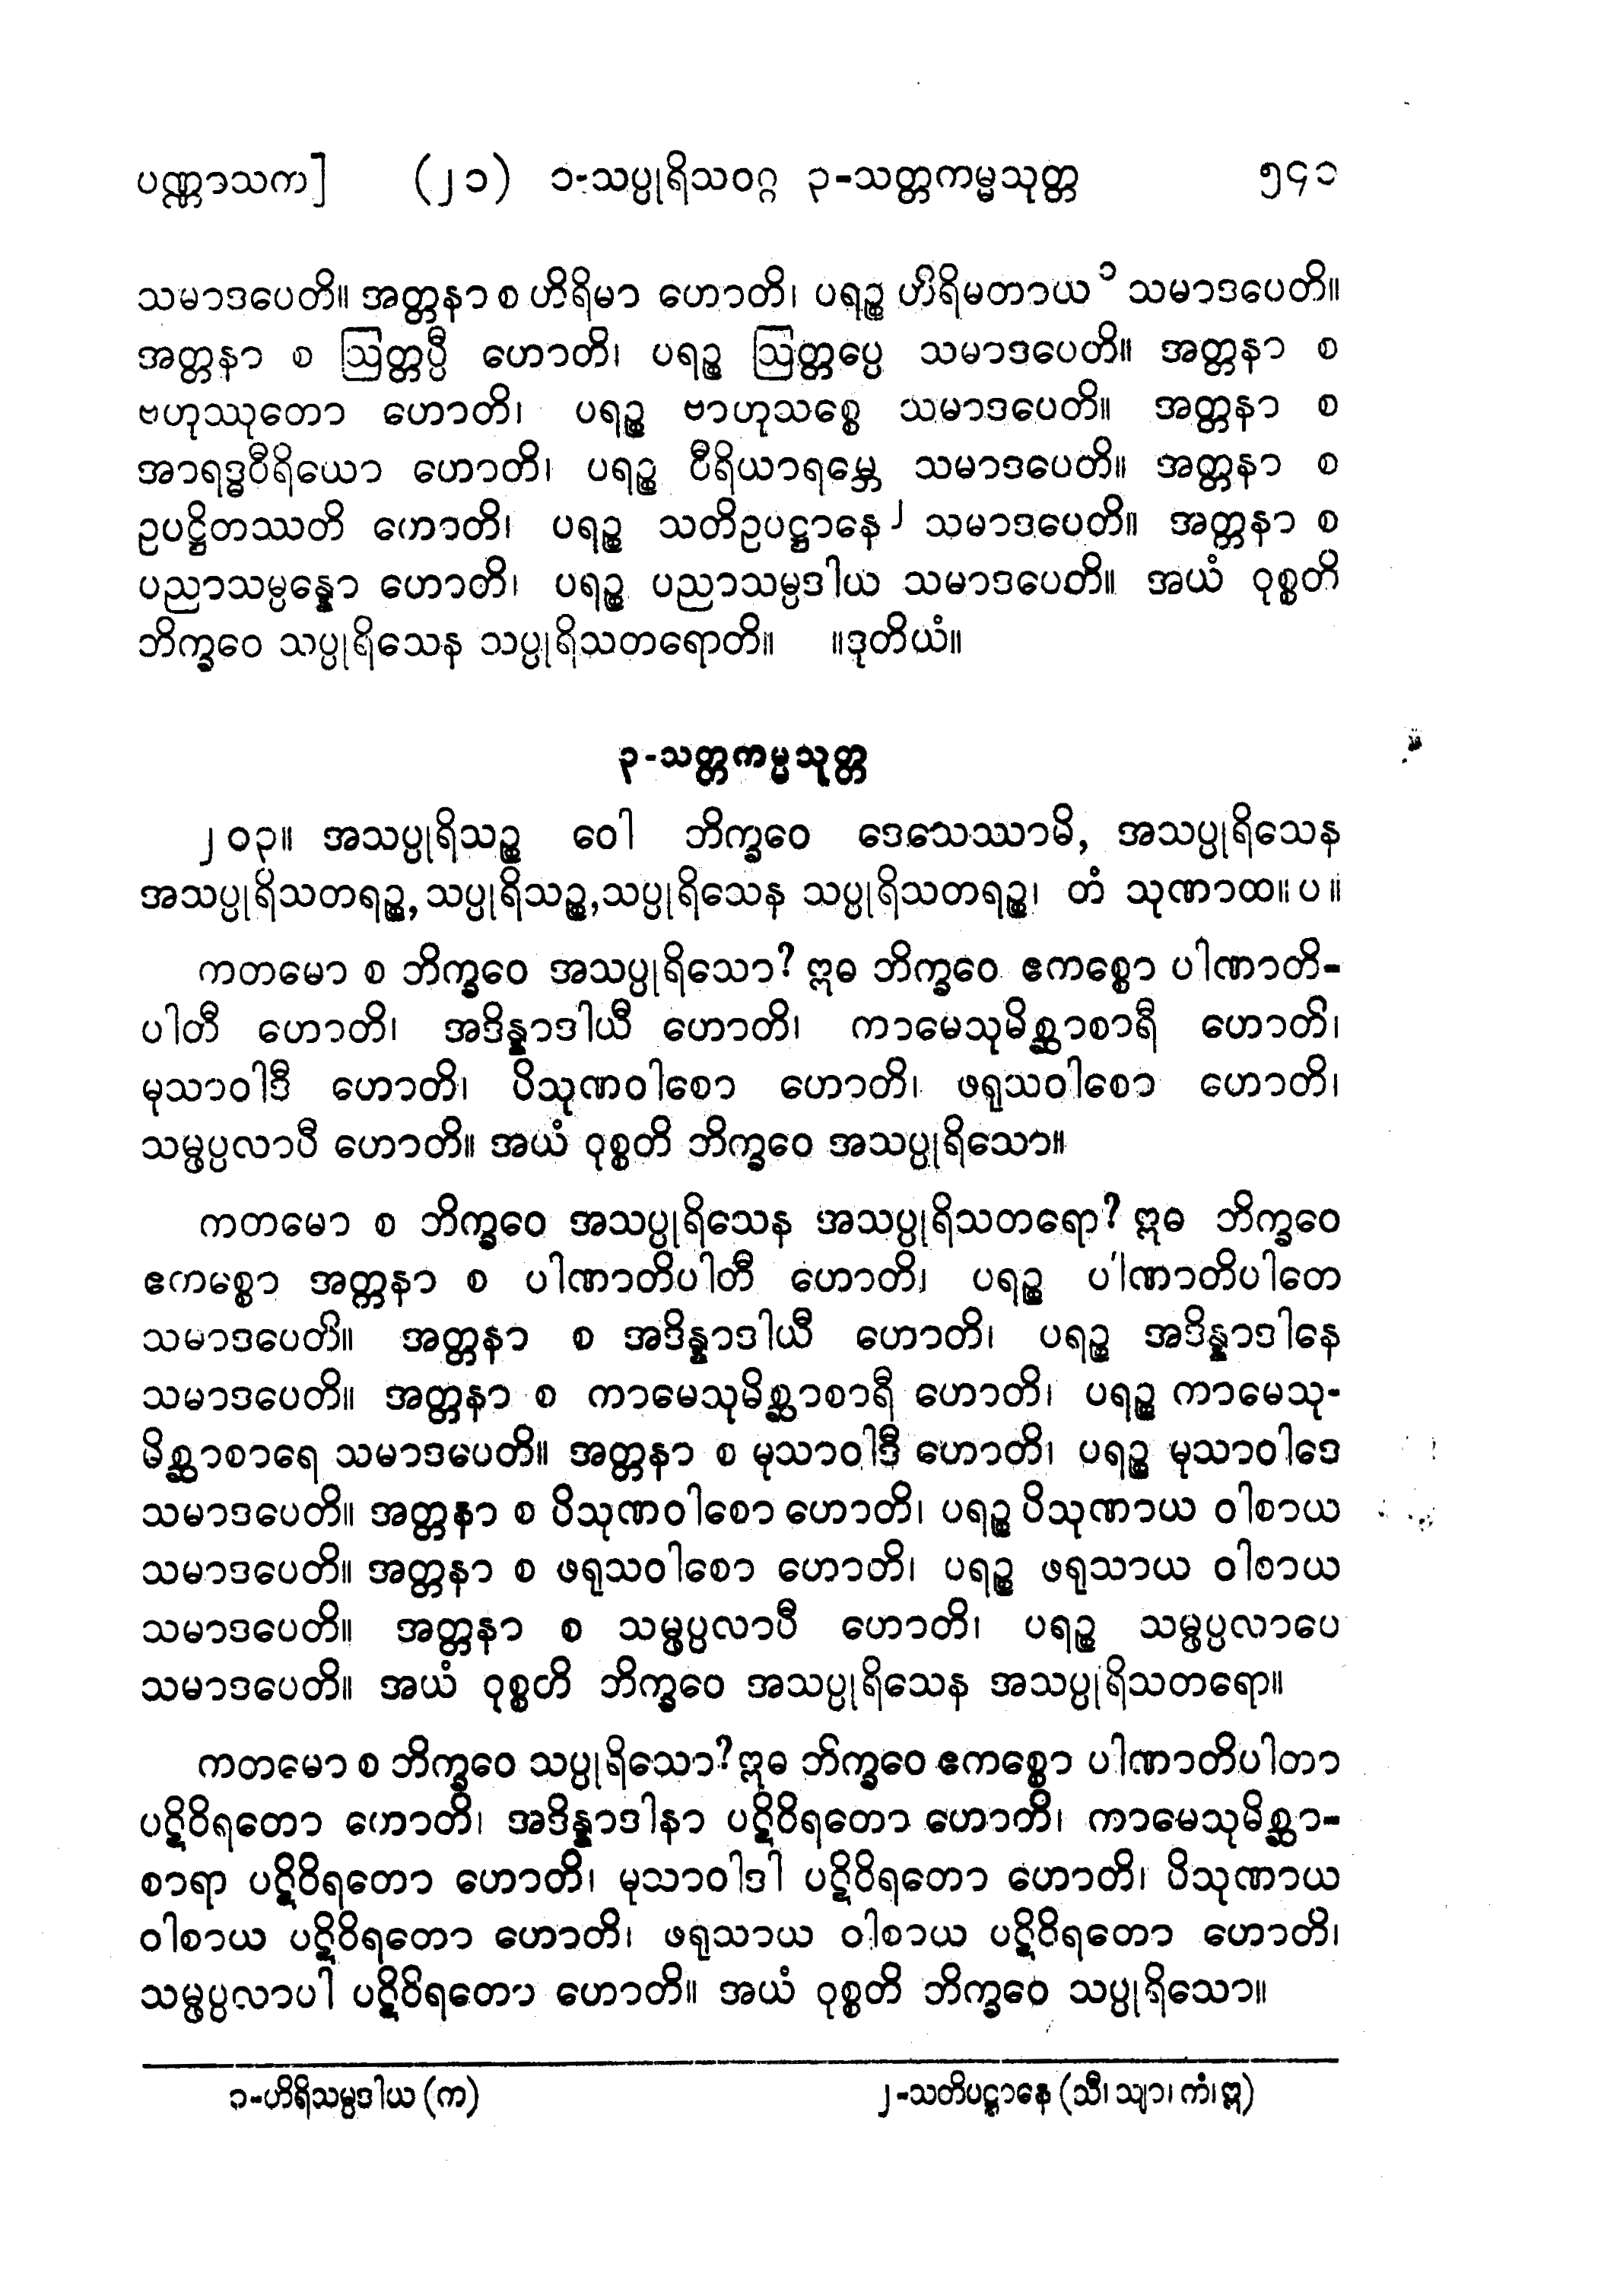 ပဏ္ဏာသက] (၂၁) ၁-သပ္ပုရိသဝဂ္ဂ ၃-သတ္တကမ္မသုတ္တ ၅၄၁
သမာဒပေတိ။ အတ္တနာ စ ဟိရိမာ ဟောတိ၊ ပရဉ္စ ဟိရိမတာယ ၁ သမာဒပေတိ။
အတ္တနာ စ ဩတ္တပ္ပီ ဟောတိ၊ ပရဉ္စ ဩတ္တပ္ပေ သမာဒပေတိ။ အတ္တနာ စ
ဗဟုဿုတော ဟောတိ၊ ပရဉ္စ ဗာဟုသစ္စေ သမာဒပေတိ။ အတ္တနာ စ
အာရဒ္ဓဝီရိယော ဟောတိ၊ ပရဉ္စ ဝီရိယာရမ္ဘေ သမာဒပေတိ။ အတ္တနာ စ
ဥပဋ္ဌိတဿတိ ဟောတိ၊ ပရဉ္စ သတိဥပဋ္ဌာနေ ၂ သမာဒပေတိ။ အတ္တနာ စ
ပညာသမ္ပန္နော ဟောတိ၊ ပရဉ္စ ပညာသမ္ပဒါယ သမာဒပေတိ။ အယံ ဝုစ္စတိ
ဘိက္ခဝေ သပ္ပုရိသေန သပ္ပုရိသတရောတိ။ ။ဒုတိယံ။
၃-သတ္တကမ္မသုတ္တ
၂၀၃။ အသပ္ပုရိသဉ္စ ဝေါ ဘိက္ခဝေ ဒေသေဿာမိ, အသပ္ပုရိသေန
အသပ္ပုရိသတရဉ္စ, သပ္ပုရိသဉ္စ, သပ္ပုရိသေန သပ္ပုရိသတရဉ္စ၊ တံ သုဏာထ။ ပ ။
ကတမော စ ဘိက္ခဝေ အသပ္ပုရိသော? ဣဓ ဘိက္ခဝေ ဧကစ္စော ပါဏာတိ-
ပါတီ ဟောတိ၊ အဒိန္နာဒါယီ ဟောတိ၊ ကာမေသုမိစ္ဆာစာရီ ဟောတိ၊
မုသာဝါဒီ ဟောတိ၊ ပိသုဏဝါစော ဟောတိ၊ ဖရုသဝါစော ဟောတိ၊
သမ္ဖပ္ပလာပီ ဟောတိ။ အယံ ဝုစ္စတိ ဘိက္ခဝေ အသပ္ပုရိသော။
ကတမော စ ဘိက္ခဝေ အသပ္ပုရိသေန အသပ္ပုရိသတရော? ဣဓ ဘိက္ခဝေ
ဧကစ္စော အတ္တနာ စ ပါဏာတိပါတီ ဟောတိ၊ ပရဉ္စ ပါဏာတိပါတေ
သမာဒပေတိ။ အတ္တနာ စ အဒိန္နာဒါယီ ဟောတိ၊ ပရဉ္စ အဒိန္နာဒါနေ
သမာဒပေတိ။ အတ္တနာ စ ကာမေသုမိစ္ဆာစာရီ ဟောတိ၊ ပရဉ္စ ကာမေသု-
မိစ္ဆာစာရေ သမာဒပေတိ။ အတ္တနာ စ မုသာဝါဒီ ဟောတိ၊ ပရဉ္စ မုသာဝါဒေ
သမာဒပေတိ။ အတ္တနာ စ ပိသုဏဝါစော ဟောတိ၊ ပရဉ္စ ပိသုဏာယ ဝါစာယ
သမာဒပေတိ။ အတ္တနာ စ ဖရုသဝါစော ဟောတိ၊ ပရဉ္စ ဖရုသာယ ဝါစာယ
သမာဒပေတိ။ အတ္တနာ စ သမ္ဖပ္ပလာပီ ဟောတိ၊ ပရဉ္စ သမ္ဖပ္ပလာပေ
သမာဒပေတိ။ အယံ ဝုစ္စတိ ဘိက္ခဝေ အသပ္ပုရိသေန အသပ္ပုရိသတရော။
ကတမော စ ဘိက္ခဝေ သပ္ပုရိသော? ဣဓ ဘိက္ခဝေ ဧကစ္စော ပါဏာတိပါတာ
ပဋိဝိရတော ဟောတိ၊ အဒိန္နာဒါနာ ပဋိဝိရတော ဟောတိ၊ ကာမေသုမိစ္ဆာ-
စာရာ ပဋိဝိရတော ဟောတိ၊ မုသာဝါဒါ ပဋိဝိရတော ဟောတိ၊ ပိသုဏာယ
ဝါစာယ ပဋိဝိရတော ဟောတိ၊ ဖရုသာယ ဝါစာယ ပဋိဝိရတော ဟောတိ၊
သမ္ဖပ္ပလာပါ ပဋိဝိရတော ဟောတိ။ အယံ ဝုစ္စတိ ဘိက္ခဝေ သပ္ပုရိသော။
၁-ဟိရိသမ္ပဒါယ (က) ၂-သတိပဋ္ဌာနေ (သီ၊ သျာ၊ ကံ၊ ဣ)